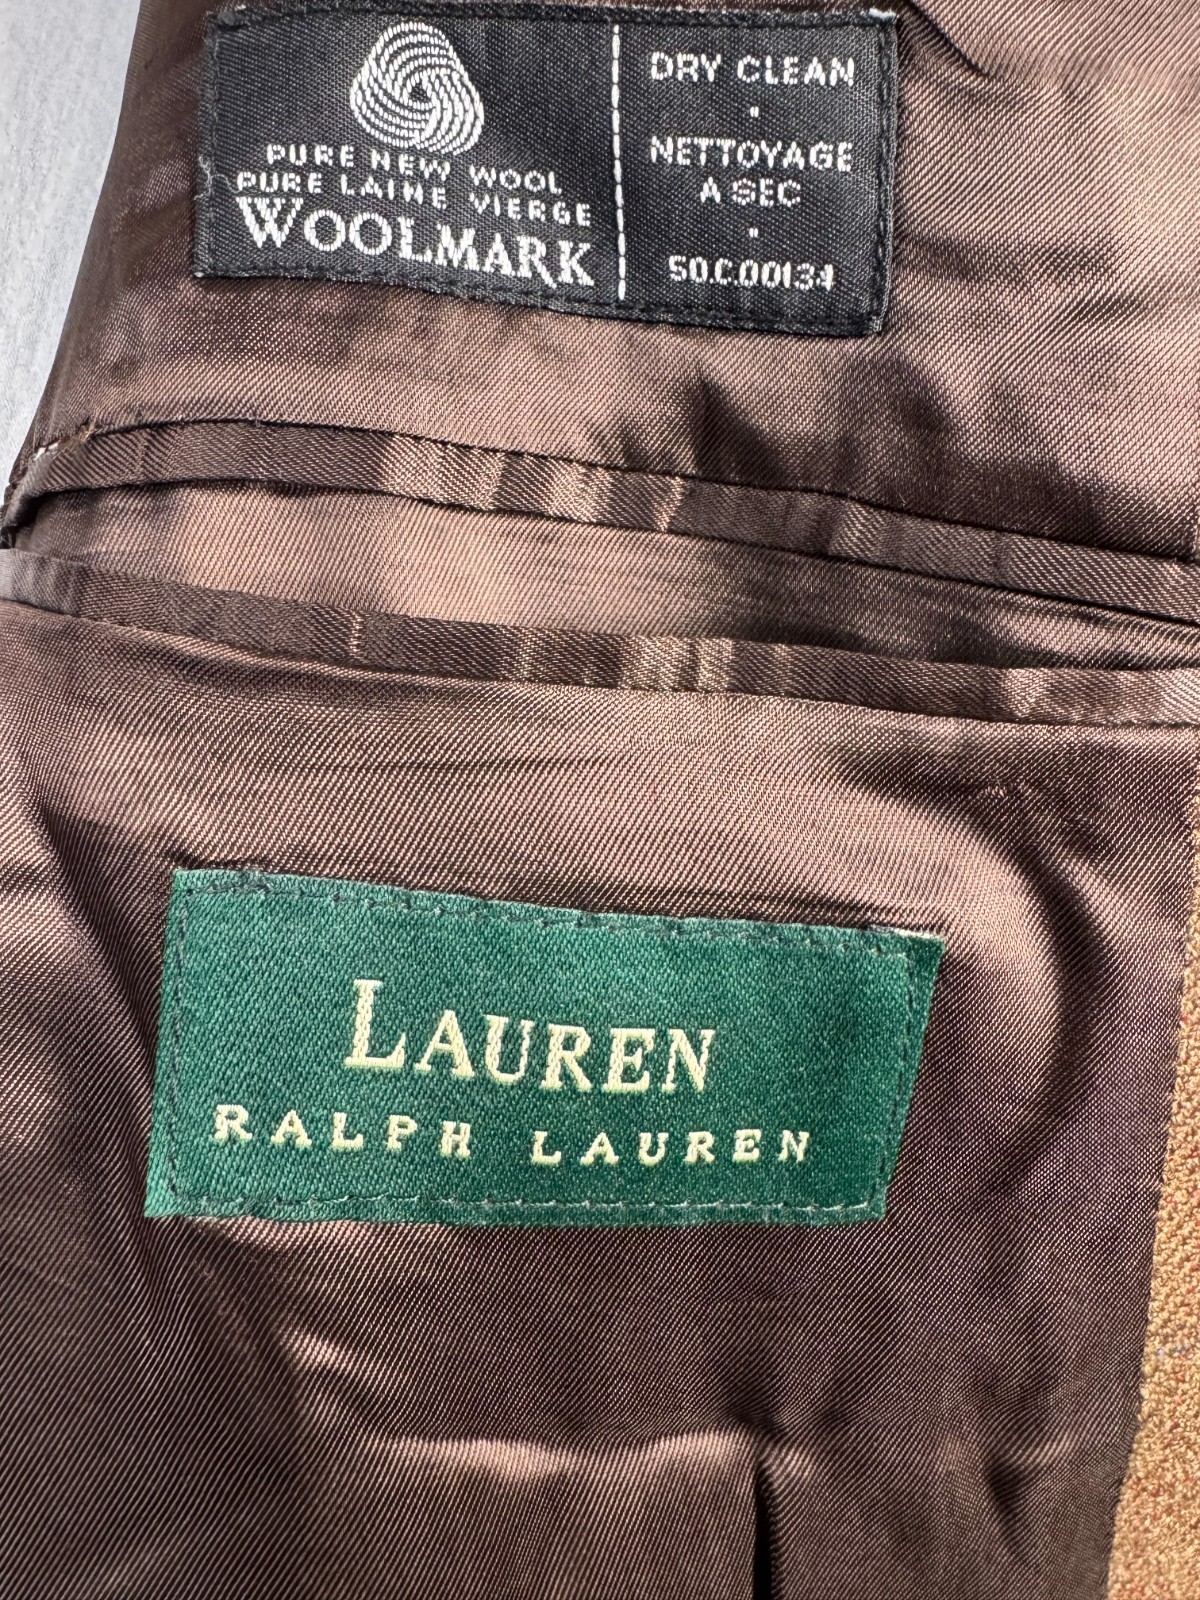 PURE NEW WOOL
PURE LAINE VIERGE
WOOLMARK
DRY CLEAN
NETTOYAGE
A SEC
50.C.00134
LAUREN
RALPH LAUREN